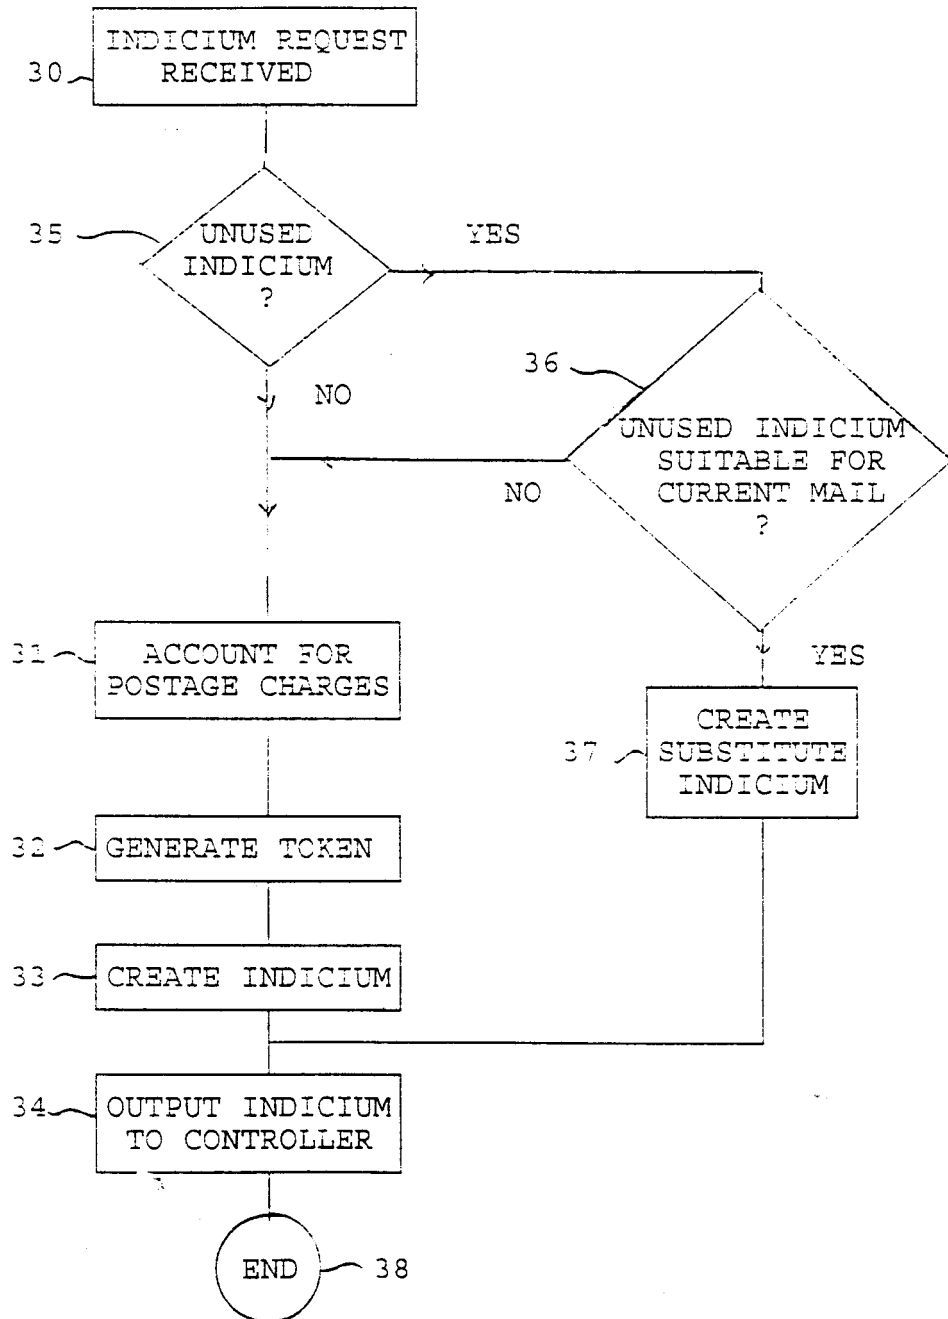 INDICIUM REQUEST
RECEIVED
30
35
UNUSED
INDICIUM
?
YES
36
NO
UNUSED INDICIUM
SUITABLE FOR
CURRENT MAIL
?
NO
31
ACCOUNT FOR
POSTAGE CHARGES
YES
37
CREATE
SUBSTITUTE
INDICIUM
32
GENERATE TOKEN
33
CREATE INDICIUM
34
OUTPUT INDICIUM
TO CONTROLLER
END
38